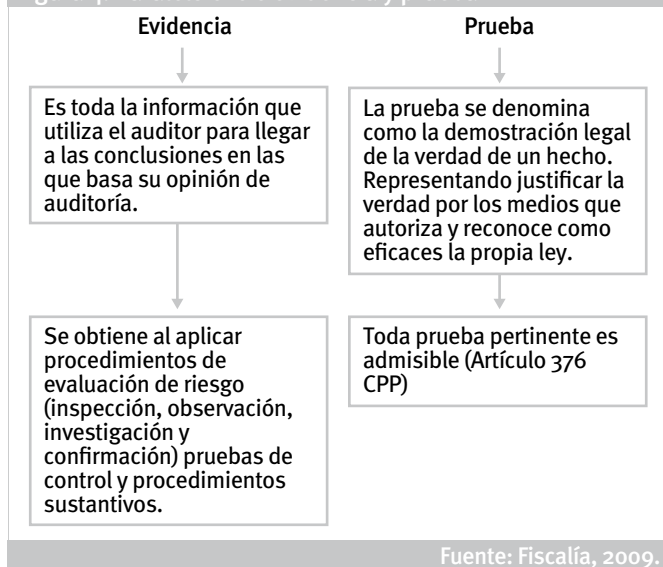 Evidencia
Es toda la información que
utiliza el auditor para llegar
a las conclusiones en las
que basa su opinión de
auditoría.
Se obtiene al aplicar
procedimientos de
evaluación de riesgo
(inspección, observación,
investigación y
confirmación) pruebas de
control y procedimientos
sustantivos.
Prueba
La prueba se denomina
como la demostración legal
de la verdad de un hecho.
Representando justificar la
verdad por los medios que
autoriza y reconoce como
eficaces la propia ley.
Toda prueba pertinente es
admisible (Artículo 376
CPP)
Fuente: Fiscalía, 2009.